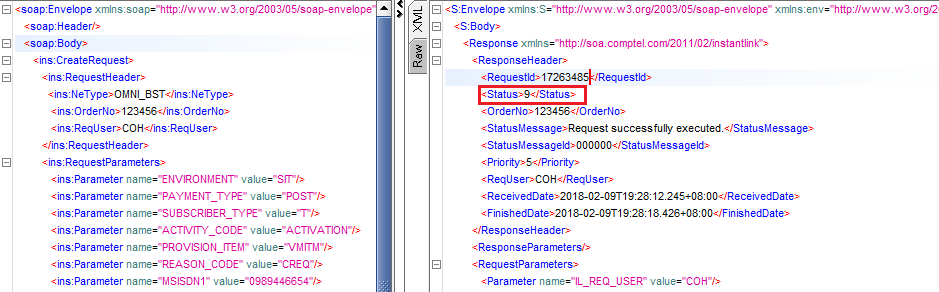 <soap:Envelope xmlns:soap="http://www.w3.org/2003/05/soap-envelope"
<soap:Header/>
<soap:Body>
<ins:CreateRequest>
<ins:RequestHeader>
<ins:NeType>OMNI_BST</ins:NeType>
<ins:OrderNo>123456</ins:OrderNo>
<ins:ReqUser>COH</ins:ReqUser>
</ins:RequestHeader>
<ins:RequestParameters>
<ins:Parameter name="ENVIRONMENT" value="SIT"/>
<ins:Parameter name="PAYMENT_TYPE" value="POST"/>
<ins:Parameter name="SUBSCRIBER_TYPE" value="T"/>
<ins:Parameter name="ACTIVITY_CODE" value="ACTIVATION"/>
<ins:Parameter name="PROVISION_ITEM" value="VMITM"/>
<ins:Parameter name="REASON_CODE" value="CREQ"/>
<ins:Parameter name="MSISDN1" value="0989446654"/>
XML
Raw
<S:Envelope xmlns:S="http://www.w3.org/2003/05/soap-envelope" xmlns:env="http://www.w3.org/2
<S:Body>
<Response xmlns="http://soa.comptel.com/2011/02/instantlink">
<ResponseHeader>
<RequestId>17263485</RequestId>
<Status>9</Status>
<OrderNo>123456</OrderNo>
<StatusMessage>Request successfully executed.</StatusMessage>
<StatusMessageId>000000</StatusMessageId>
<Priority>5</Priority>
<ReqUser>COH</ReqUser>
<ReceivedDate>2018-02-09T19:28:12.245+08:00</ReceivedDate>
<FinishedDate>2018-02-09T19:28:18.426+08:00</FinishedDate>
</ResponseHeader>
<ResponseParameters/>
<RequestParameters>
<Parameter name="IL_REQ_USER" value="COH"/>